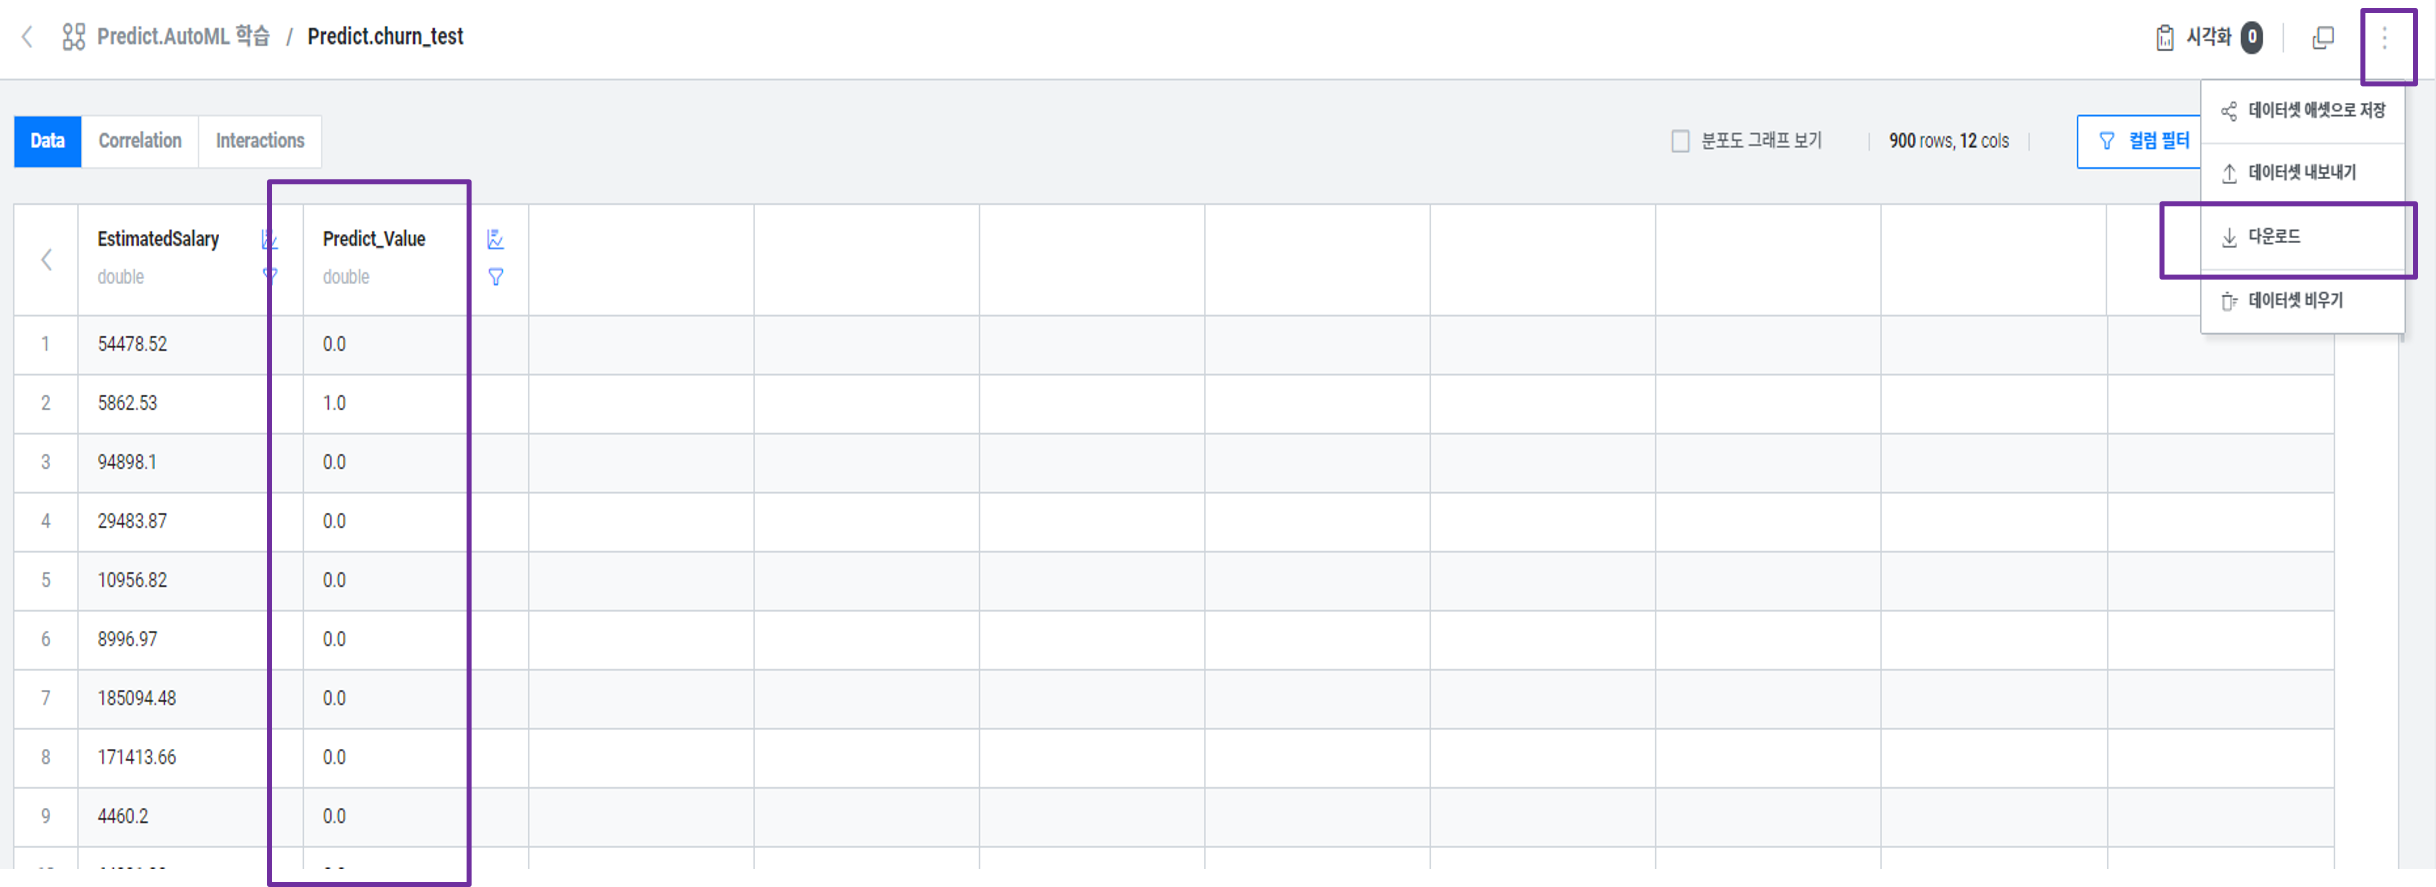 Predict.AutoML 학습 / Predict.churn_test
시각화 0
데이터셋 애셋으로 저장
데이터셋 내보내기
다운로드
데이터셋 비우기
Data Correlation Interactions
분포도 그래프 보기 900 rows, 12 cols 컬럼 필터
EstimatedSalary Predict_Value
double double
1 54478.52 0.0
2 5862.53 1.0
3 94898.1 0.0
4 29483.87 0.0
5 10956.82 0.0
6 8996.97 0.0
7 185094.48 0.0
8 171413.66 0.0
9 4460.2 0.0